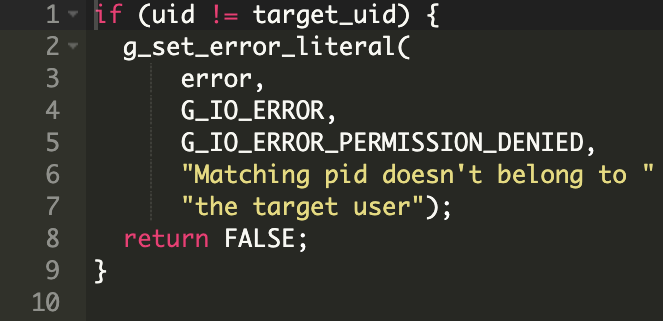 1 if (uid != target_uid) {
2 g_set_error_literal(
3 error,
4 G_IO_ERROR,
5 G_IO_ERROR_PERMISSION_DENIED,
6 "Matching pid doesn't belong to "
7 "the target user");
8 return FALSE;
9 }
10